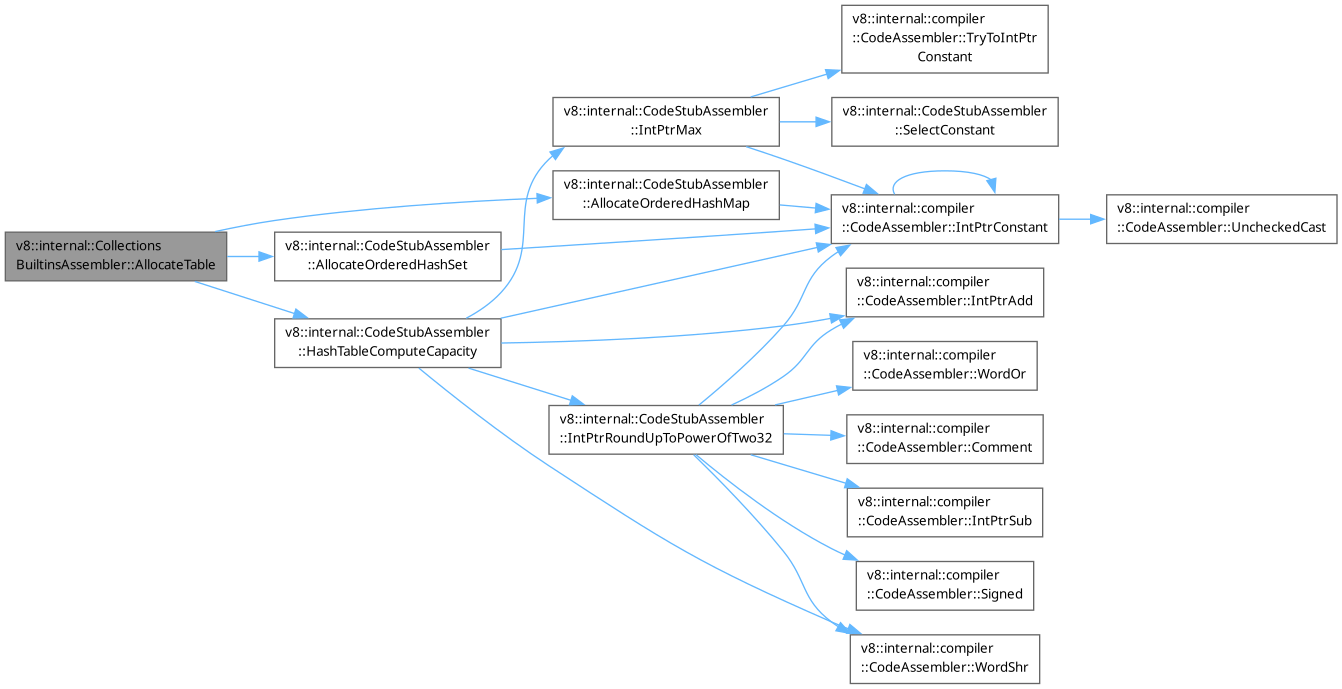 v8::internal::compiler
::CodeAssembler::TryToIntPtr
Constant
v8::internal::CodeStubAssembler
::IntPtrMax
v8::internal::CodeStubAssembler
::SelectConstant
v8::internal::CodeStubAssembler
::AllocateOrderedHashMap
v8::internal::compiler
::CodeAssembler::IntPtrConstant
v8::internal::compiler
::CodeAssembler::UncheckedCast
v8::internal::Collections
BuiltinsAssembler::AllocateTable
v8::internal::CodeStubAssembler
::AllocateOrderedHashSet
v8::internal::compiler
::CodeAssembler::IntPtrAdd
v8::internal::CodeStubAssembler
::HashTableComputeCapacity
v8::internal::compiler
::CodeAssembler::WordOr
v8::internal::CodeStubAssembler
::IntPtrRoundUpToPowerOfTwo32
v8::internal::compiler
::CodeAssembler::Comment
v8::internal::compiler
::CodeAssembler::IntPtrSub
v8::internal::compiler
::CodeAssembler::Signed
v8::internal::compiler
::CodeAssembler::WordShr